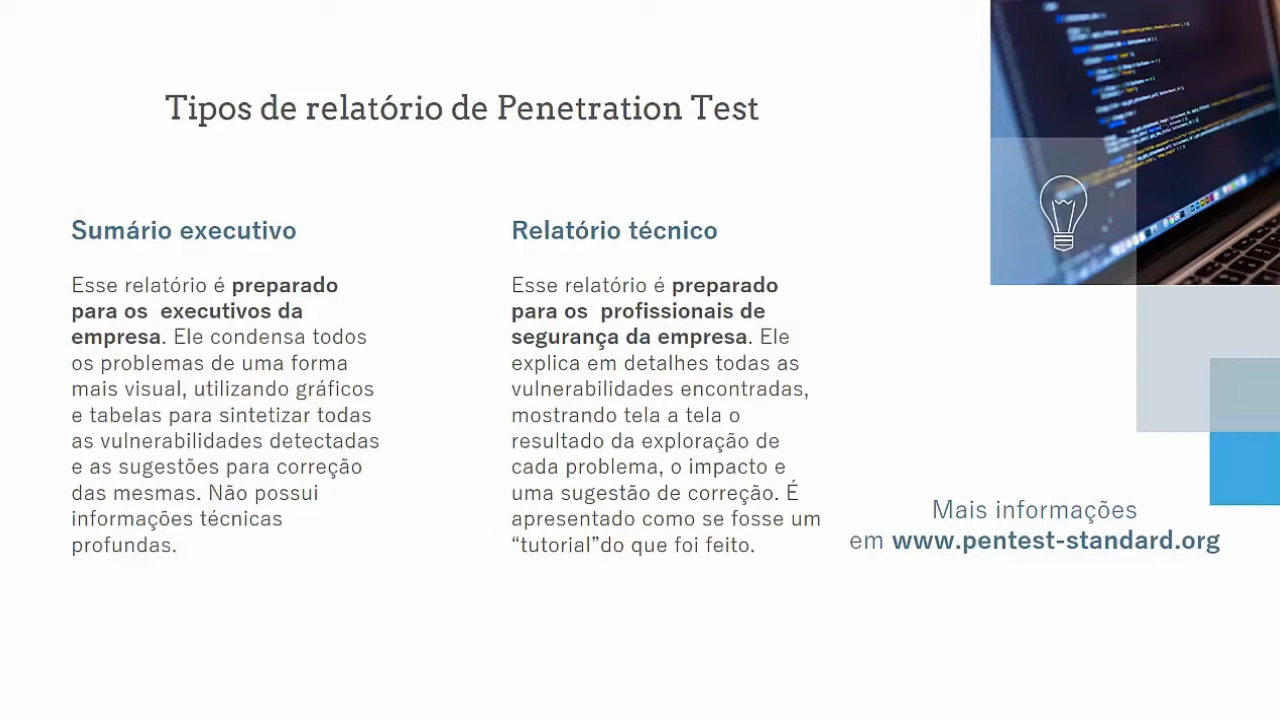 Tipos de relatório de Penetration Test
Sumário executivo
Esse relatório é preparado
para os executivos da
empresa. Ele condensa todos
os problemas de uma forma
mais visual, utilizando gráficos
e tabelas para sintetizar todas
as vulnerabilidades detectadas
e as sugestões para correção
das mesmas. Não possui
informações técnicas
profundas.
Relatório técnico
Esse relatório é preparado
para os profissionais de
segurança da empresa. Ele
explica em detalhes todas as
vulnerabilidades encontradas,
mostrando tela a tela o
resultado da exploração de
cada problema, o impacto e
uma sugestão de correção. É
apresentado como se fosse um
“tutorial”do que foi feito.
Mais informações
em www.pentest-standard.org